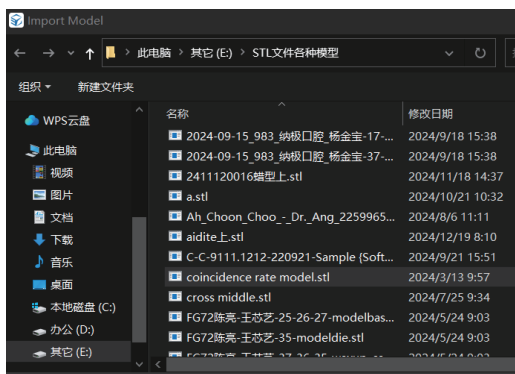 Import Model
此电脑 > 其它 (E:) > STL文件各种模型
组织 新建文件夹
名称 修改日期
WPS云盘
此电脑
视频
图片
文档
下载
音乐
桌面
本地磁盘 (C:)
办公 (D:)
其它 (E:)
2024-09-15_983_纳极口腔_杨金宝-17-... 2024/9/18 15:38
2024-09-15_983_纳极口腔_杨金宝-37-... 2024/9/18 15:38
2411120016蜡型上.stl 2024/11/18 14:37
a.stl 2024/10/21 10:32
Ah_Choon_Choo_-_Dr._Ang_2259965... 2024/8/6 11:11
aidite上.stl 2024/12/19 8:10
C-C-9111.1212-220921-Sample {Soft... 2024/9/21 15:51
coincidence rate model.stl 2024/3/13 9:57
cross middle.stl 2024/7/25 9:34
FG72陈亮-王芯艺-25-26-27-modelbas... 2024/5/24 9:03
FG72陈亮-王芯艺-35-modeldie.stl 2024/5/24 9:03